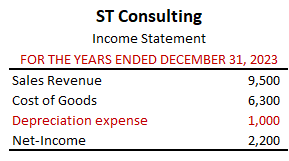 ST Consulting
Income Statement
FOR THE YEARS ENDED DECEMBER 31, 2023
Sales Revenue 9,500
Cost of Goods 6,300
Depreciation expense 1,000
Net-Income 2,200